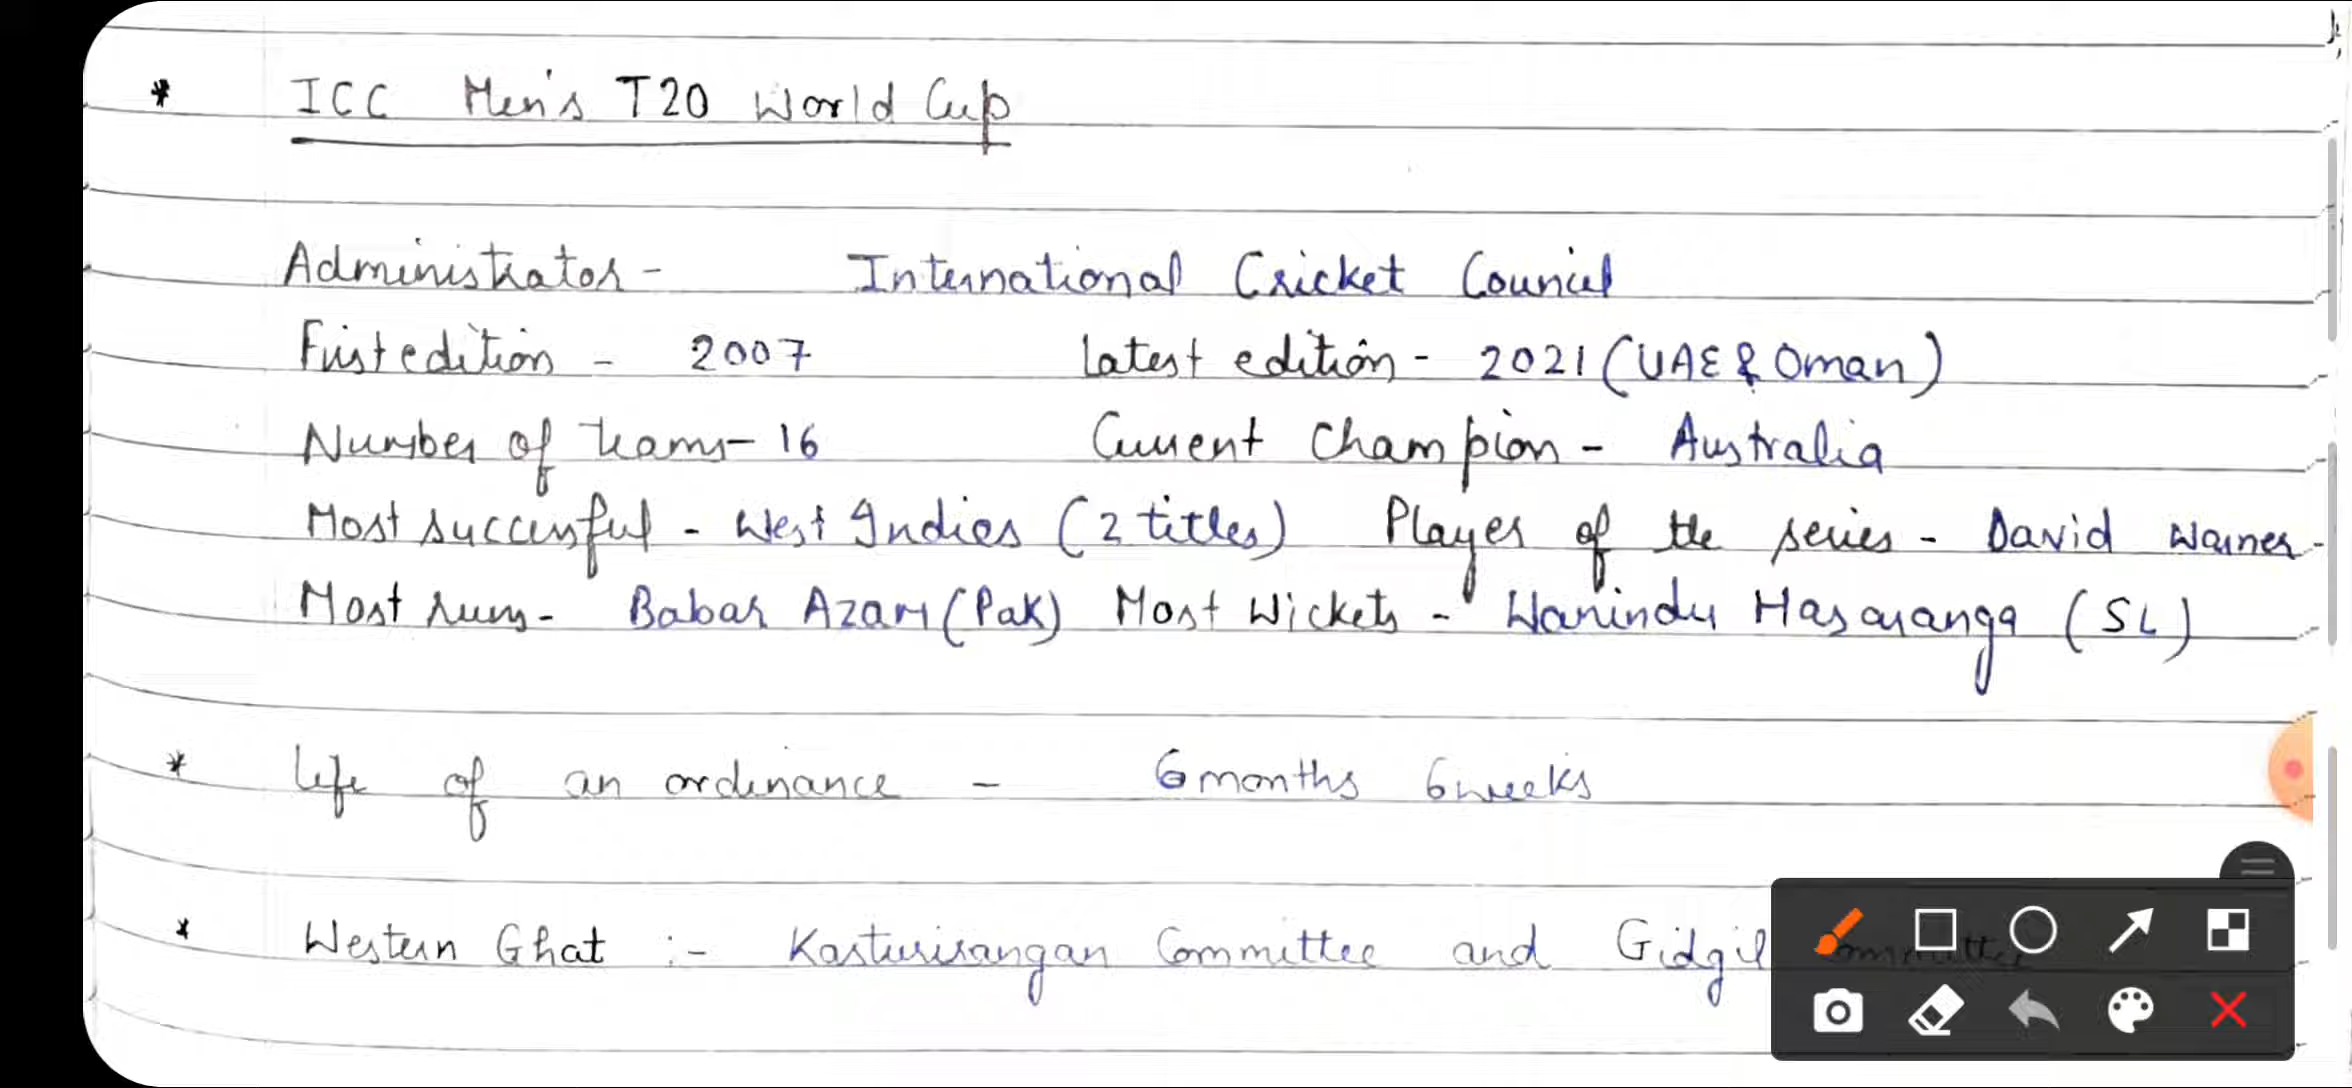 * ICC Men's T20 World Cup
Administrator - International Cricket Council
First edition - 2007 Latest edition - 2021 (UAE & Oman)
Number of teams - 16 Current Champion - Australia
Most successful - West Indies (2 titles) Player of the series - David Warner
Most runs - Babar Azam (Pak) Most Wickets - Wanindu Hasaranga (SL)
* Life of an ordinance - 6 months 6 weeks
* Western Ghat :- Kasturirangan Committee and Gidgil Committee